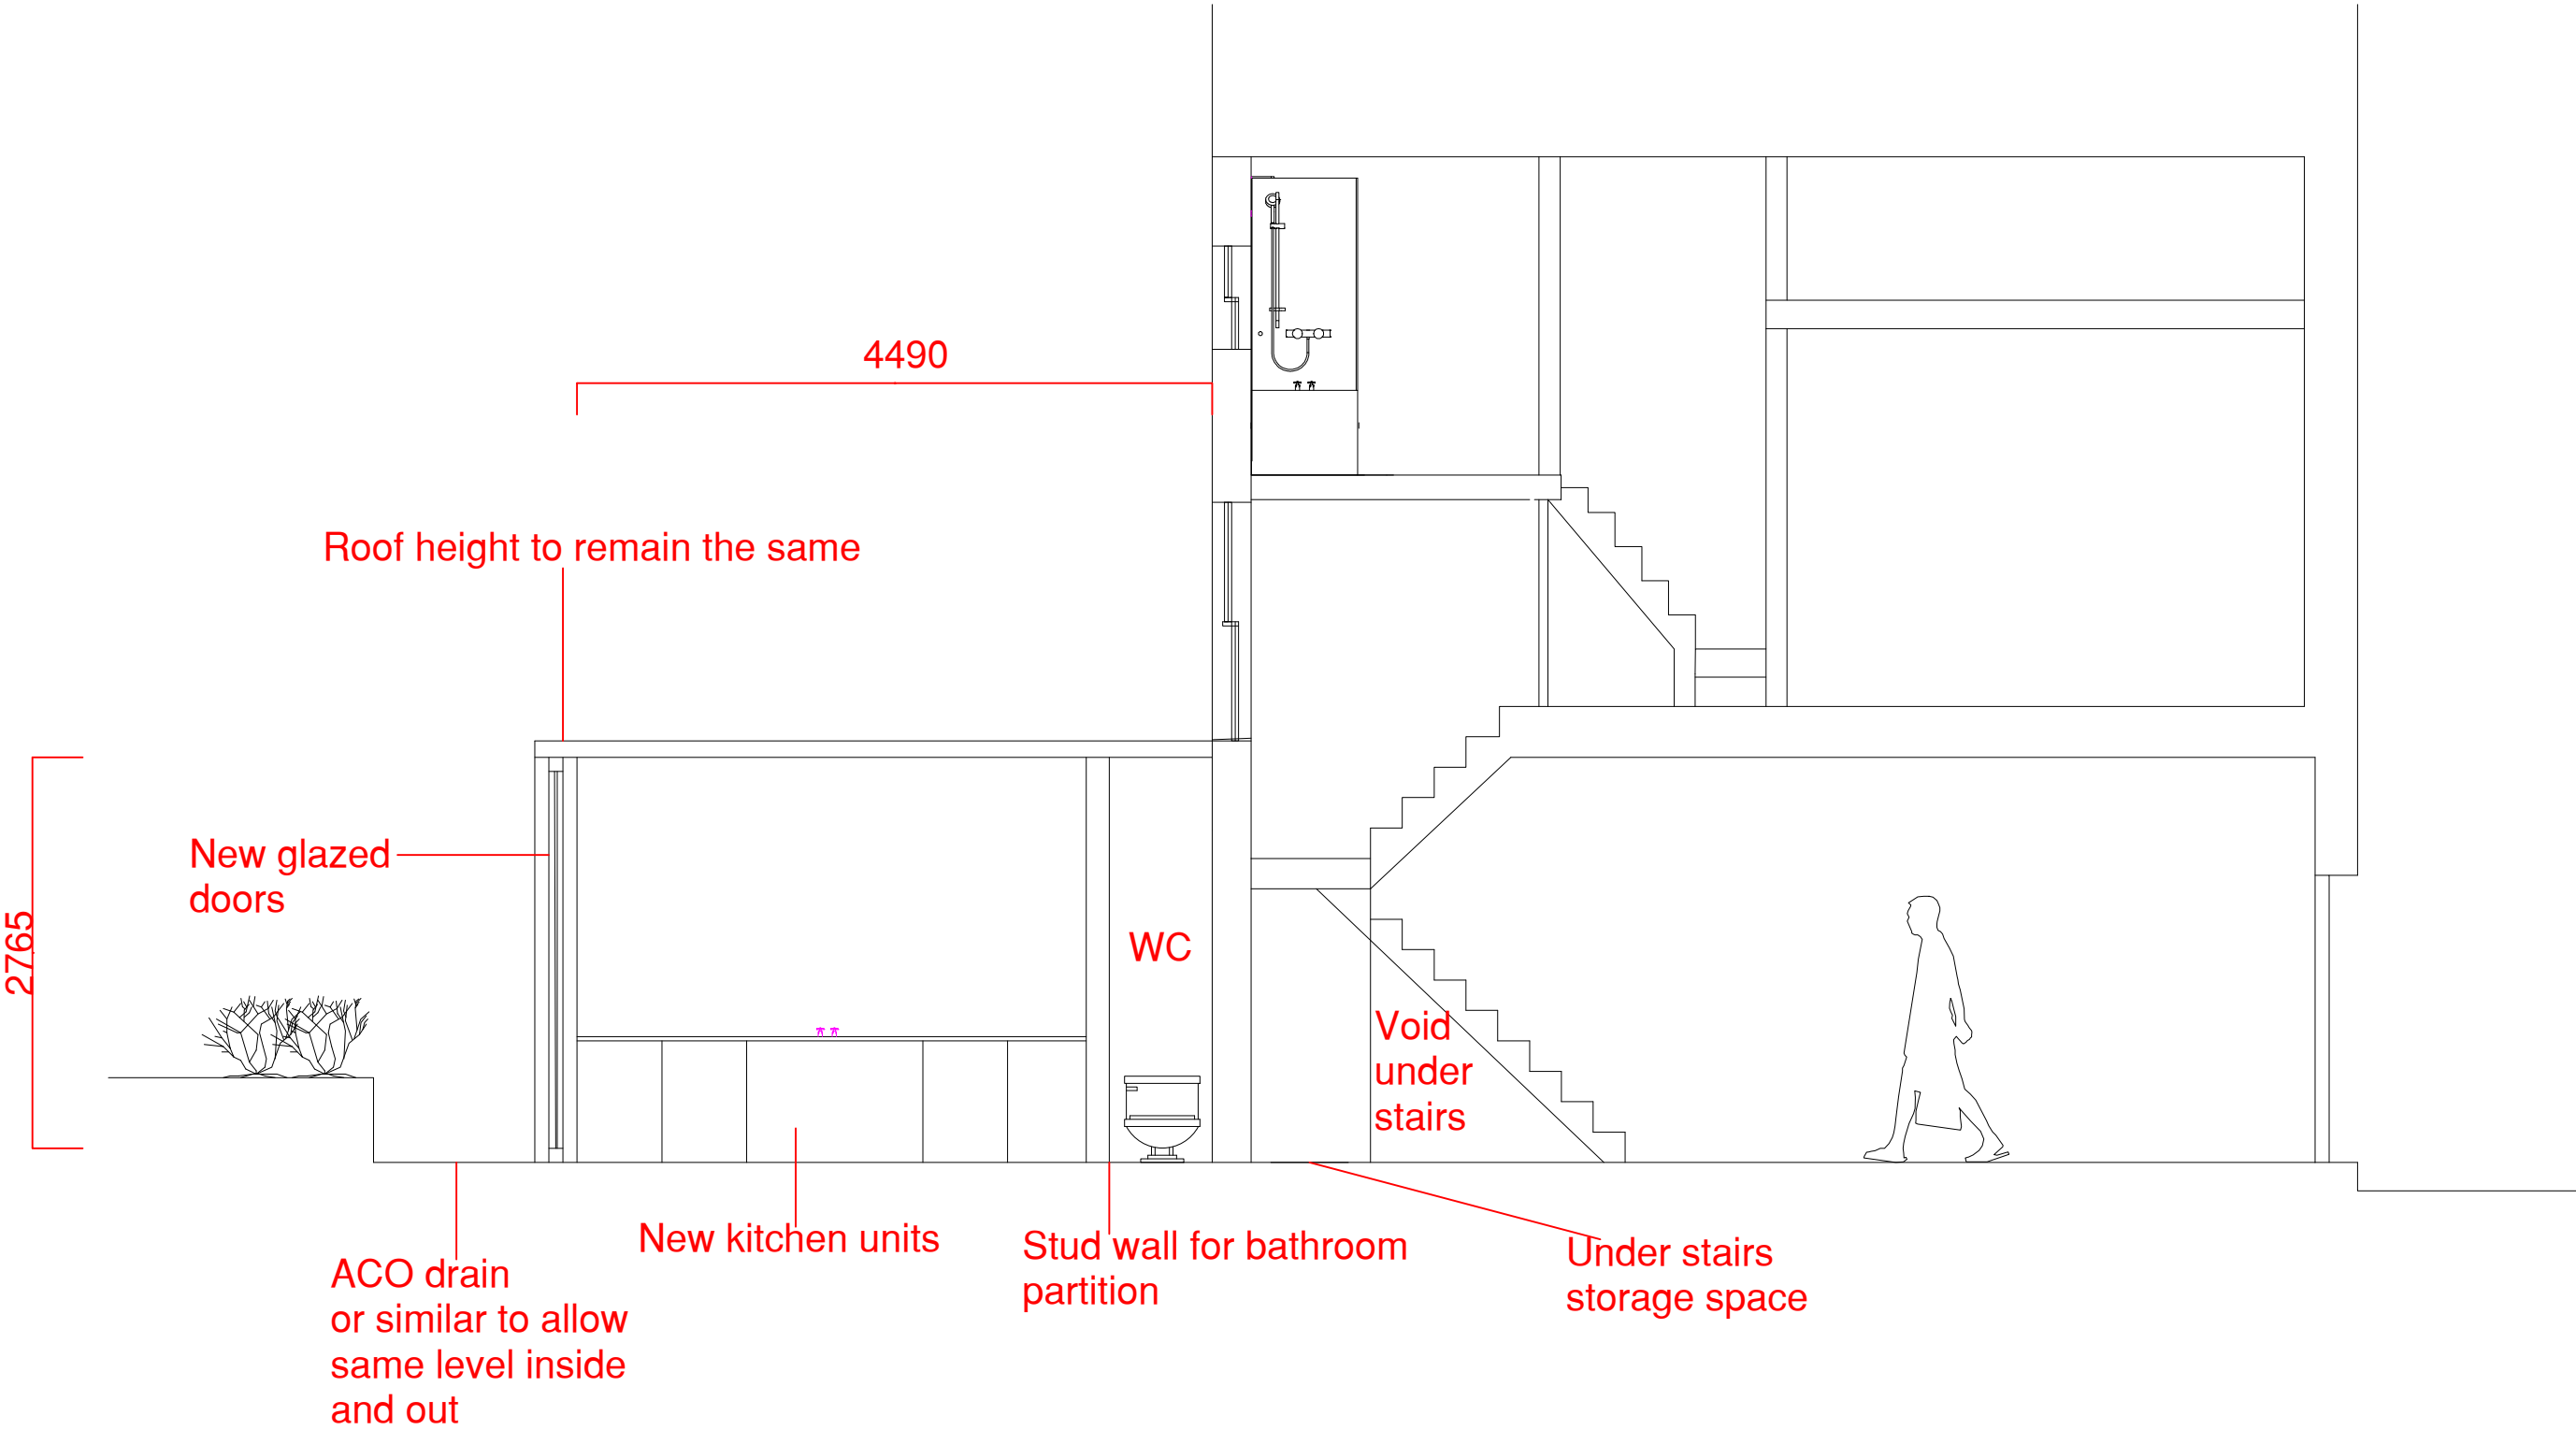 4490
Roof height to remain the same
New glazed
doors
2765
WC
Void
under
stairs
New kitchen units
Stud wall for bathroom
partition
Under stairs
storage space
ACO drain
or similar to allow
same level inside
and out